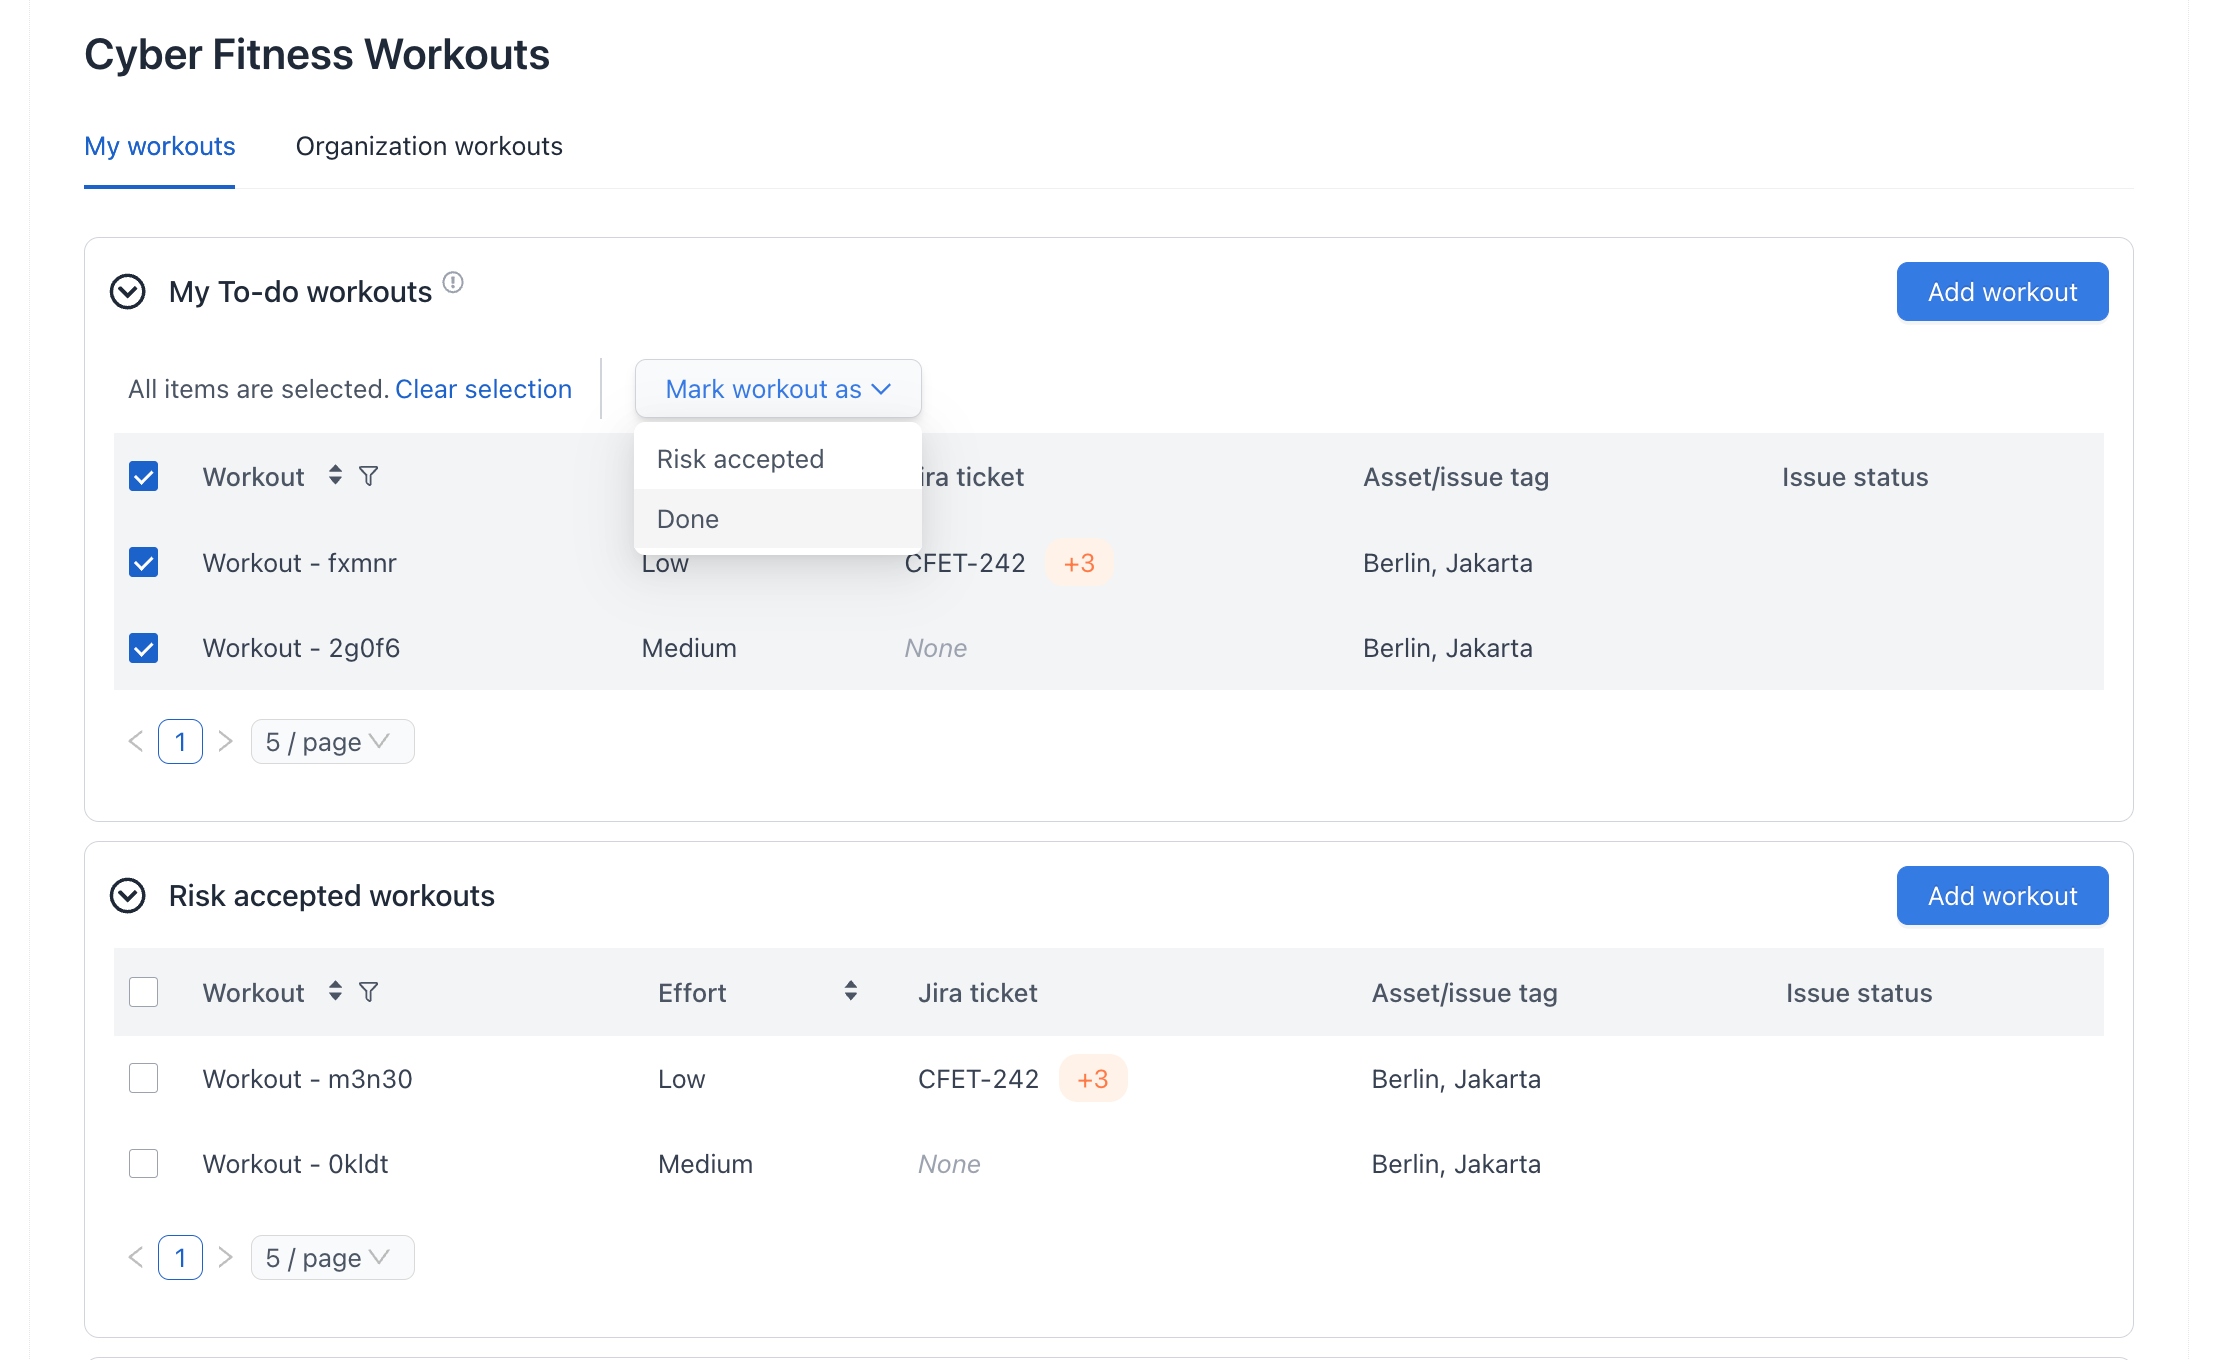 Cyber Fitness Workouts
My workouts Organization workouts
My To-do workouts Add workout
All items are selected. Clear selection Mark workout as
Risk accepted
Workout ira ticket Asset/issue tag Issue status
Done
Workout - fxmnr Low CFET-242 +3 Berlin, Jakarta
Workout - 2g0f6 Medium None Berlin, Jakarta
1 5 / page
Risk accepted workouts Add workout
Workout Effort Jira ticket Asset/issue tag Issue status
Workout - m3n30 Low CFET-242 +3 Berlin, Jakarta
Workout - 0kldt Medium None Berlin, Jakarta
1 5 / page